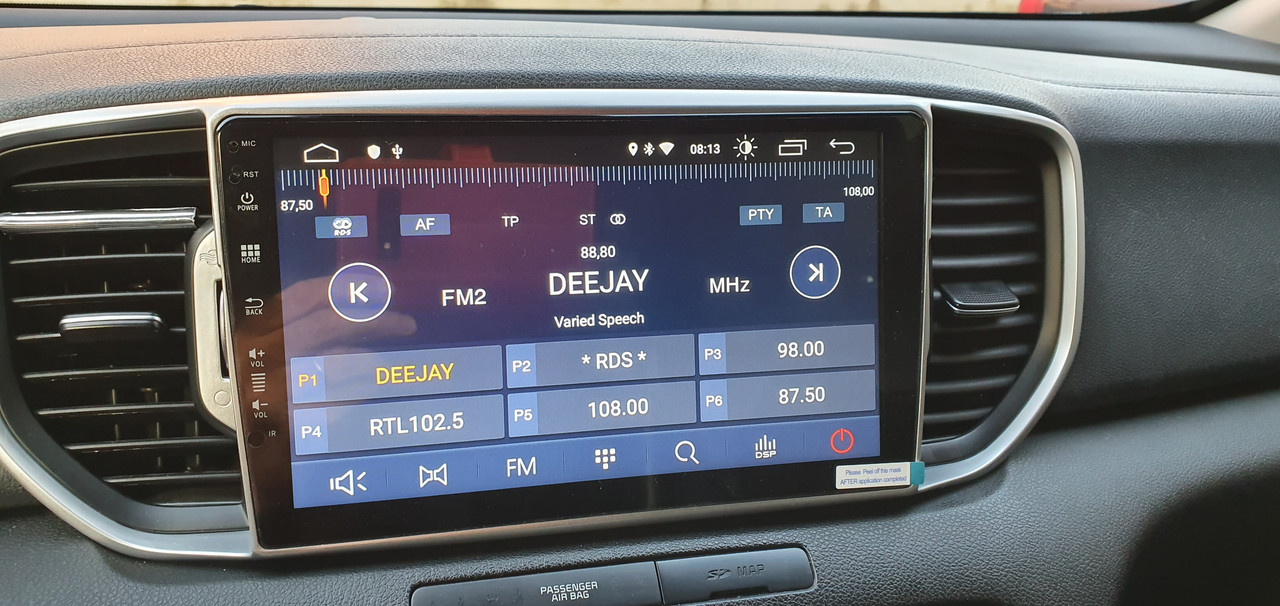 MIC
RST
POWER
HOME
BACK
VOL
VOL
IR
08:13
87,50
108,00
RDS
AF
TP
ST
PTY
TA
88,80
FM2
DEEJAY
MHz
Varied Speech
P1 DEEJAY
P2 * RDS *
P3 98.00
P4 RTL102.5
P5 108.00
P6 87.50
FM
DSP
Please Peel off this mask
AFTER application completed
PASSENGER
AIR BAG
SD MAP